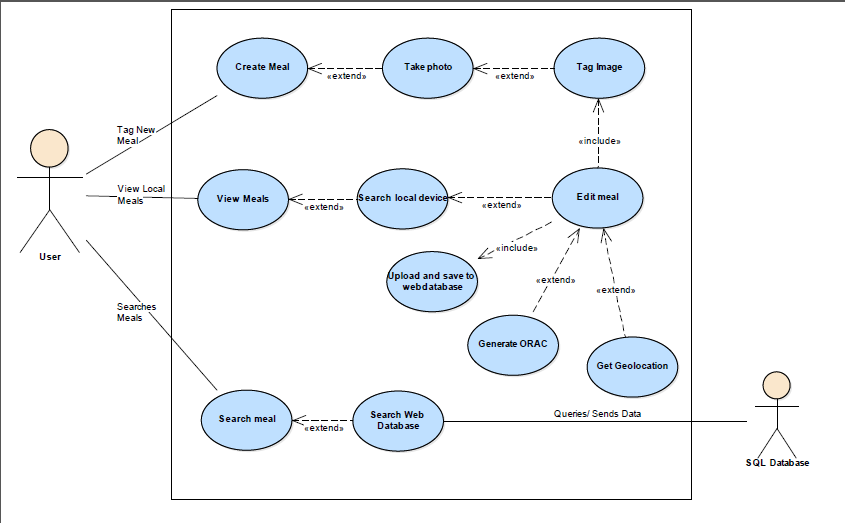 Create Meal
«extend»
Take photo
«extend»
Tag Image
Tag New
Meal
«include»
View Local
Meals
View Meals
«extend»
Search local device
«extend»
Edit meal
User
«include»
Upload and save to
webdatabase
«extend»
«extend»
Generate ORAC
Get Geolocation
Searches
Meals
Search meal
«extend»
Search Web
Database
Queries/ Sends Data
SQL Database